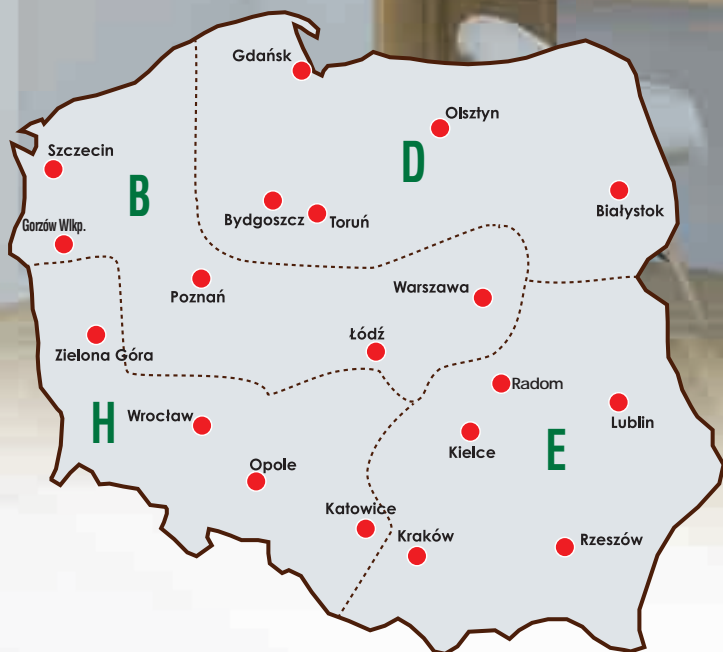 Gdańsk
Olsztyn
Szczecin
D
B
Białystok
Bydgoszcz
Toruń
Gorzów Wlkp.
Warszawa
Poznań
Łódź
Zielona Góra
Radom
H
Wrocław
Lublin
Kielce
E
Opole
Katowice
Kraków
Rzeszów